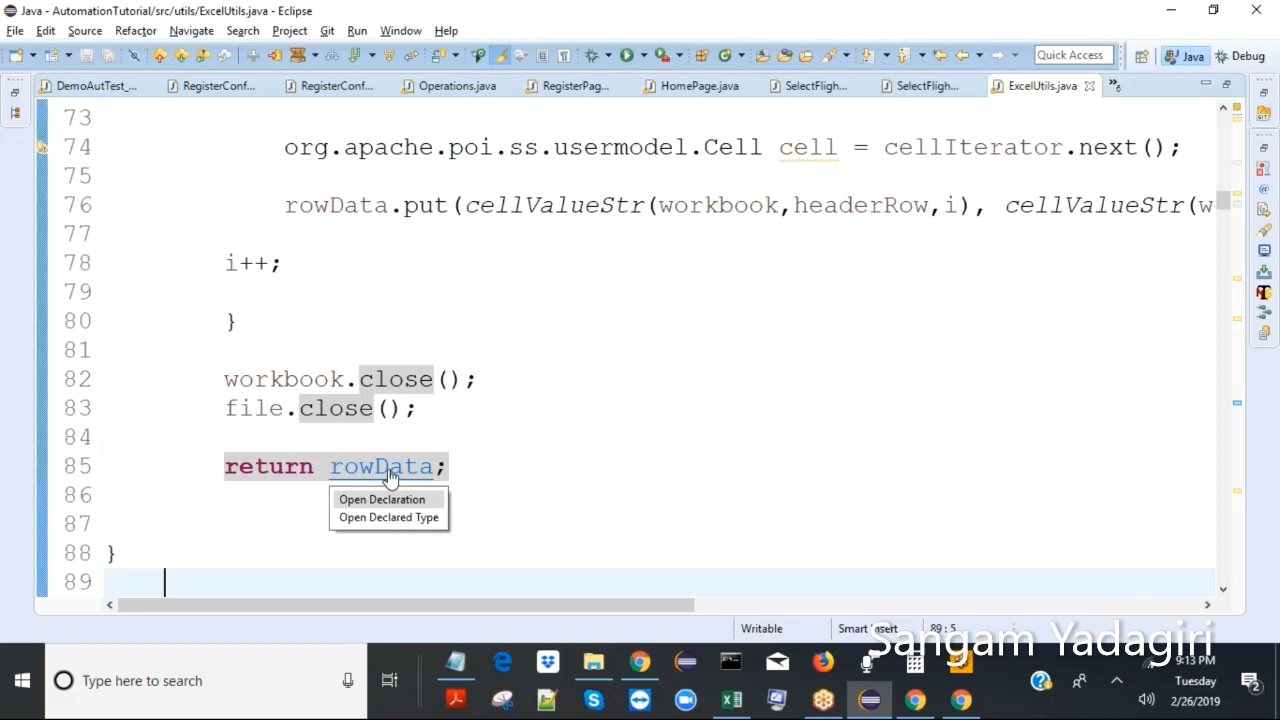 Java - AutomationTutorial/src/utils/ExcelUtils.java - Eclipse
File Edit Source Refactor Navigate Search Project Git Run Window Help
Quick Access Java Debug
DemoAutTest_... RegisterConf... RegisterConf... Operations.java RegisterPag... HomePage.java SelectFligh... SelectFligh... ExcelUtils.java »6
73
74 org.apache.poi.ss.usermodel.Cell cell = cellIterator.next();
75
76 rowData.put(cellValueStr(workbook,headerRow,i), cellValueStr(w
77
78 i++;
79
80 }
81
82 workbook.close();
83 file.close();
84
85 return rowData;
Open Declaration
86
Open Declared Type
87
88 }
89
Writable Smart Insert 89 : 5
Sangam Yadagiri
Type here to search
9:13 PM
Tuesday
2/26/2019
2